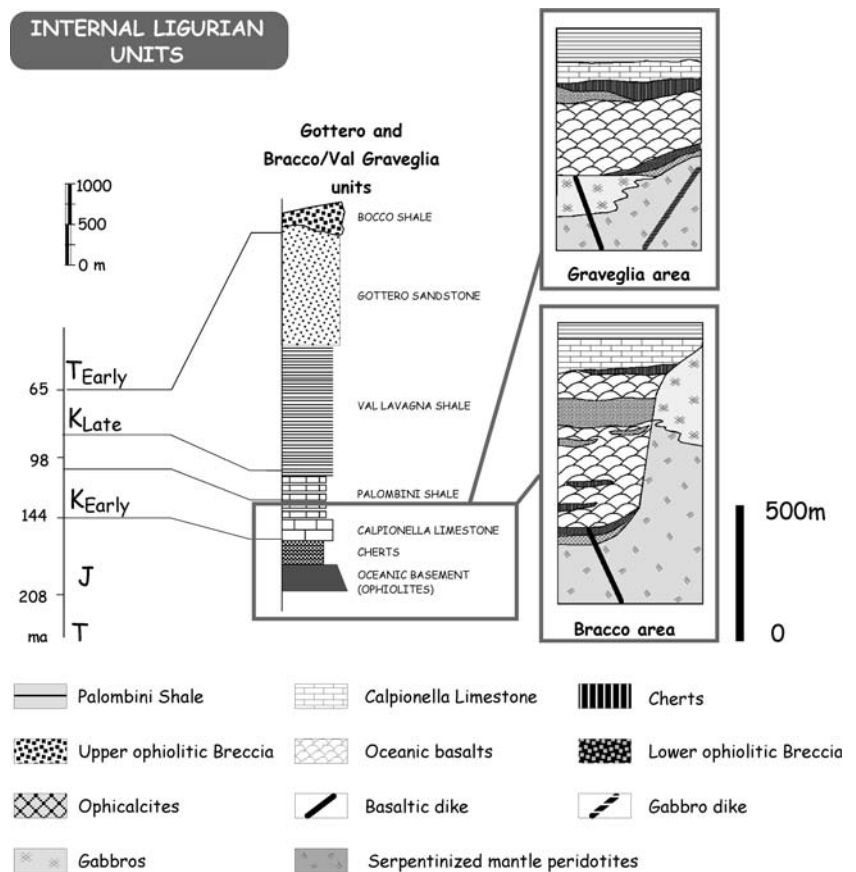 INTERNAL LIGURIAN
UNITS
Gottero and
Bracco/Val Graveglia
units
1000
500
0 m
BOCCO SHALE
GOTTERO SANDSTONE
VAL LAVAGNA SHALE
PALOMBINI SHALE
CALPIONELLA LIMESTONE
CHERTS
OCEANIC BASEMENT
(OPHIOLITES)
TEarly
65
KLate
98
KEarly
144
J
208
ma
T
Graveglia area
Bracco area
500m
0
Palombini Shale
Calpionella Limestone
Cherts
Upper ophiolitic Breccia
Oceanic basalts
Lower ophiolitic Breccia
Ophicalcites
Basaltic dike
Gabbro dike
Gabbros
Serpentinized mantle peridotites